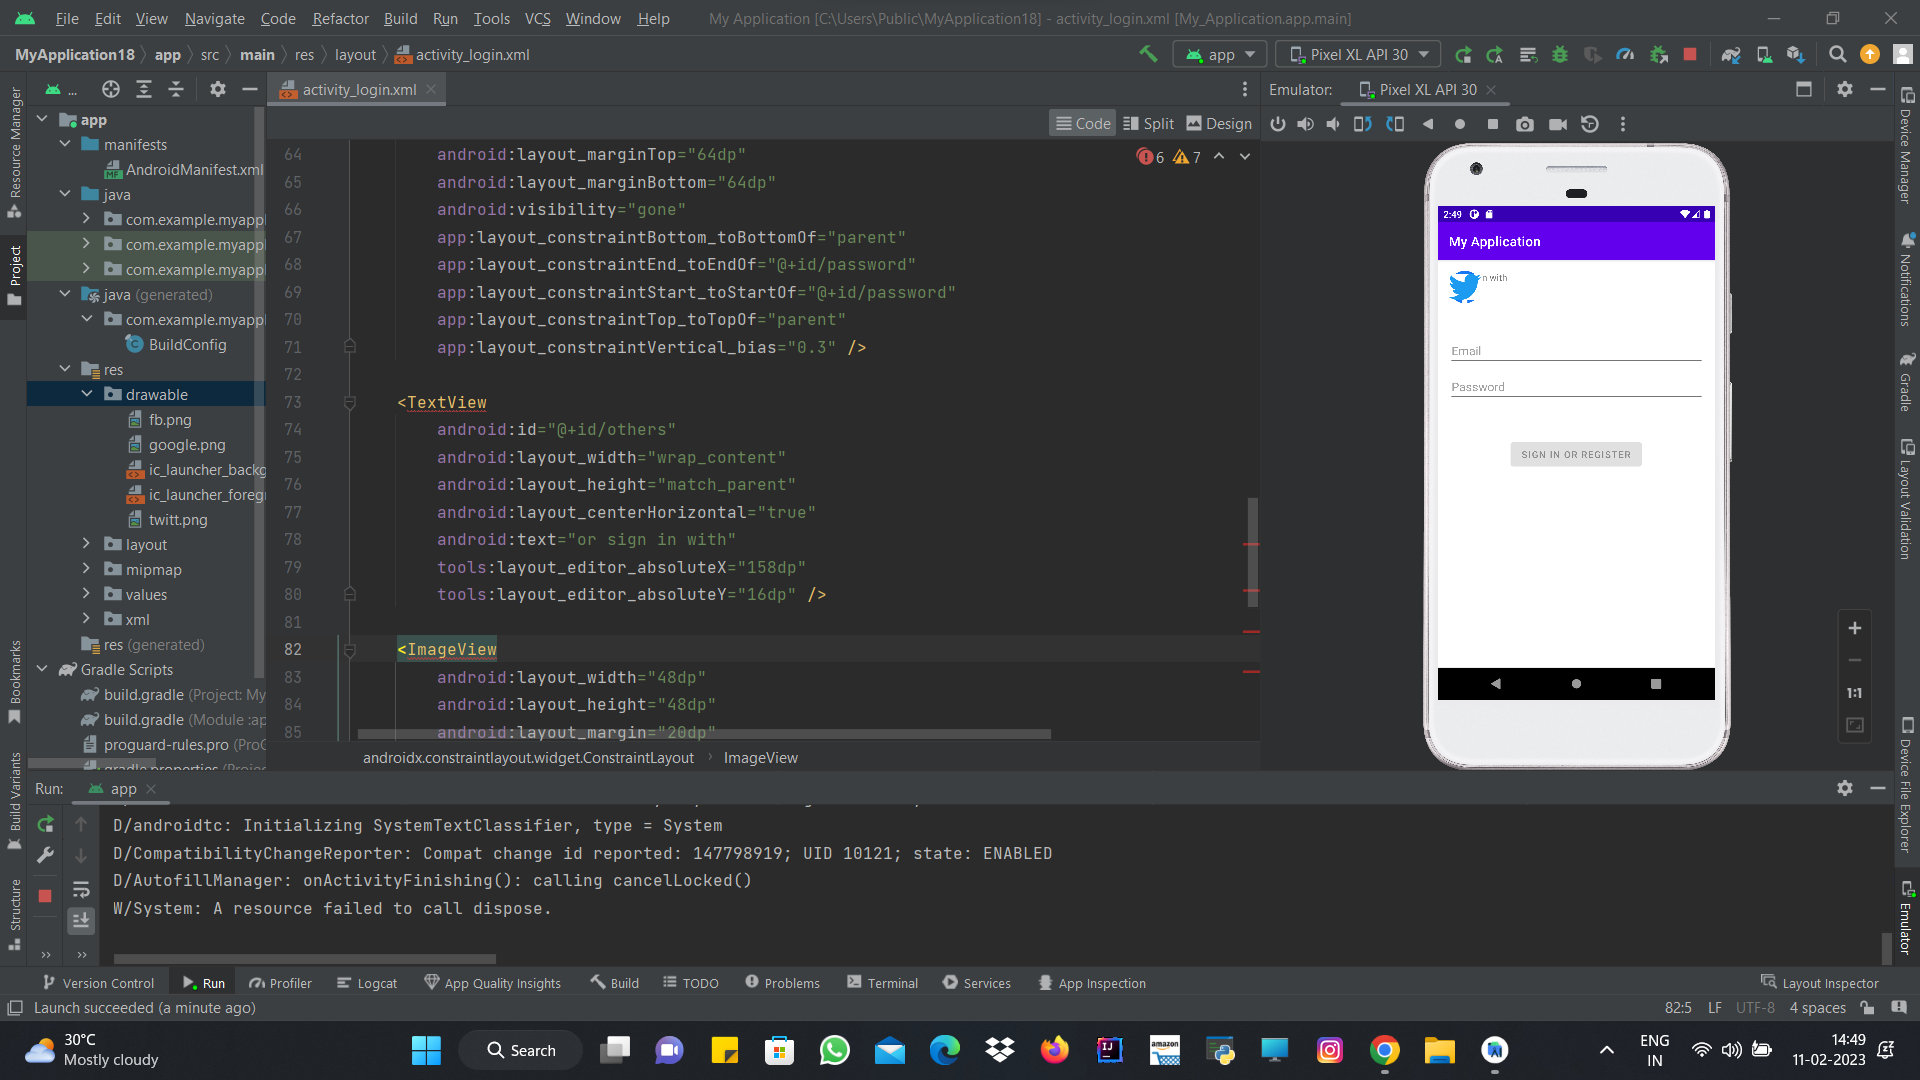 File Edit View Navigate Code Refactor Build Run Tools VCS Window Help My Application [C:\Users\Public\MyApplication18] - activity_login.xml [My_Application.app.main]
MyApplication18 app src main res layout activity_login.xml app Pixel XL API 30
... activity_login.xml Emulator: Pixel XL API 30
Code Split Design
Resource Manager
Project
Bookmarks
Build Variants
Structure
app
manifests
AndroidManifest.xml
java
com.example.myappl
com.example.myappl
com.example.myappl
java (generated)
com.example.myappl
BuildConfig
res
drawable
fb.png
google.png
ic_launcher_backg
ic_launcher_foreg
twitt.png
layout
mipmap
values
xml
res (generated)
Gradle Scripts
build.gradle (Project: My
build.gradle (Module :ap
proguard-rules.pro (ProG
gradle.properties (Projec
6 7
64 android:layout_marginTop="64dp"
65 android:layout_marginBottom="64dp"
66 android:visibility="gone"
67 app:layout_constraintBottom_toBottomOf="parent"
68 app:layout_constraintEnd_toEndOf="@+id/password"
69 app:layout_constraintStart_toStartOf="@+id/password"
70 app:layout_constraintTop_toTopOf="parent"
71 app:layout_constraintVertical_bias="0.3" />
72
73 <TextView
74 android:id="@+id/others"
75 android:layout_width="wrap_content"
76 android:layout_height="match_parent"
77 android:layout_centerHorizontal="true"
78 android:text="or sign in with"
79 tools:layout_editor_absoluteX="158dp"
80 tools:layout_editor_absoluteY="16dp" />
81
82 <ImageView
83 android:layout_width="48dp"
84 android:layout_height="48dp"
85 android:layout_margin="20dp"
androidx.constraintlayout.widget.ConstraintLayout ImageView
2:49
My Application
n with
Email
Password
SIGN IN OR REGISTER
1:1
Device Manager
Notifications
Gradle
Layout Validation
Device File Explorer
Emulator
Run: app
D/androidtc: Initializing SystemTextClassifier, type = System
D/CompatibilityChangeReporter: Compat change id reported: 147798919; UID 10121; state: ENABLED
D/AutofillManager: onActivityFinishing(): calling cancelLocked()
W/System: A resource failed to call dispose.
Version Control Run Profiler Logcat App Quality Insights Build TODO Problems Terminal Services App Inspection Layout Inspector
Launch succeeded (a minute ago) 82:5 LF UTF-8 4 spaces
30°C
Mostly cloudy
Search
amazon
ENG
IN
14:49
11-02-2023